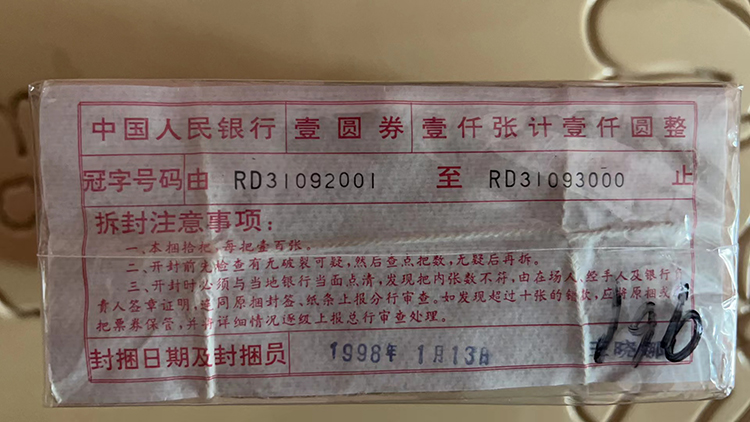 中国人民银行 壹圆券 壹仟张计壹仟圆整
冠字号码由 RD31092001 至 RD31093000 止
拆封注意事项:
一、本捆拾把,每把壹百张。
二、开封前先检查有无破裂可疑,然后查点把数,无疑后再拆。
三、开封时必须与当地银行当面点清,发现把内张数不符,由在场人、经手人及银行
责人签章证明,连同原捆封签、纸条上报分行审查。如发现超过十张的错款,应将原捆或
把票券保管,并将详细情况逐级上报总行审查处理。
封捆日期及封捆员 1998年 1月13日